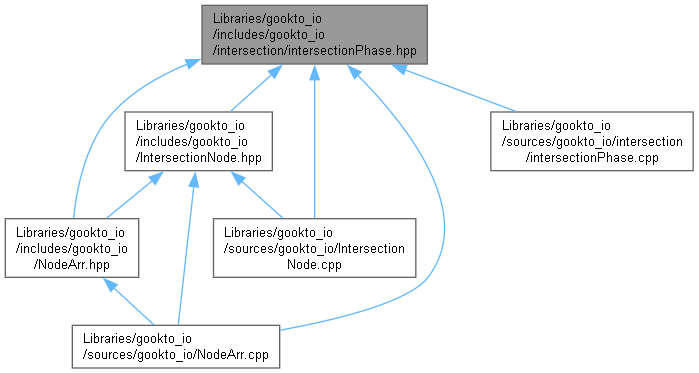 Libraries/gookto_io
/includes/gookto_io
/intersection/intersectionPhase.hpp
Libraries/gookto_io
/includes/gookto_io
/IntersectionNode.hpp
Libraries/gookto_io
/sources/gookto_io/intersection
/intersectionPhase.cpp
Libraries/gookto_io
/includes/gookto_io
/NodeArr.hpp
Libraries/gookto_io
/sources/gookto_io/Intersection
Node.cpp
Libraries/gookto_io
/sources/gookto_io/NodeArr.cpp